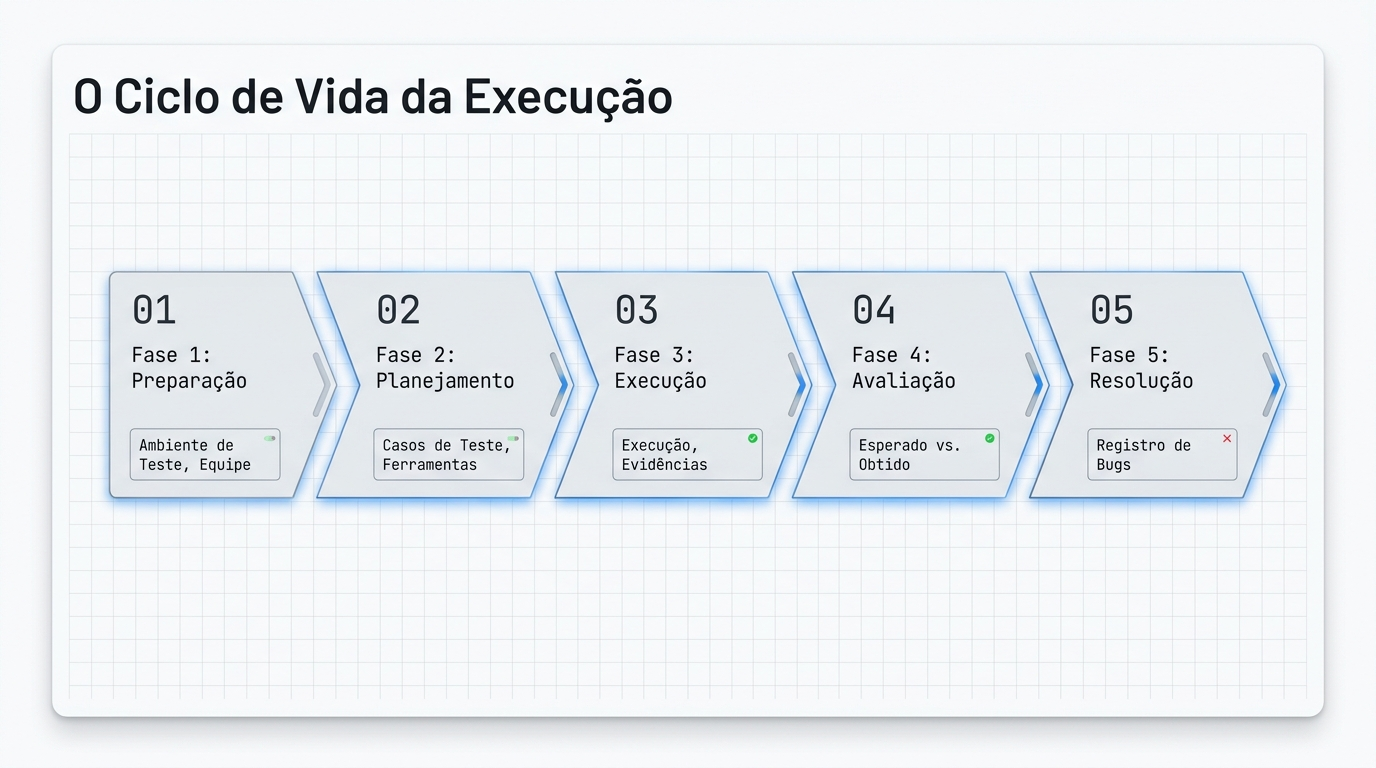 O Ciclo de Vida da Execução
01
Fase 1:
Preparação
Ambiente de
Teste, Equipe
02
Fase 2:
Planejamento
Casos de Teste,
Ferramentas
03
Fase 3:
Execução
Execução,
Evidências
04
Fase 4:
Avaliação
Esperado vs.
Obtido
05
Fase 5:
Resolução
Registro de
Bugs